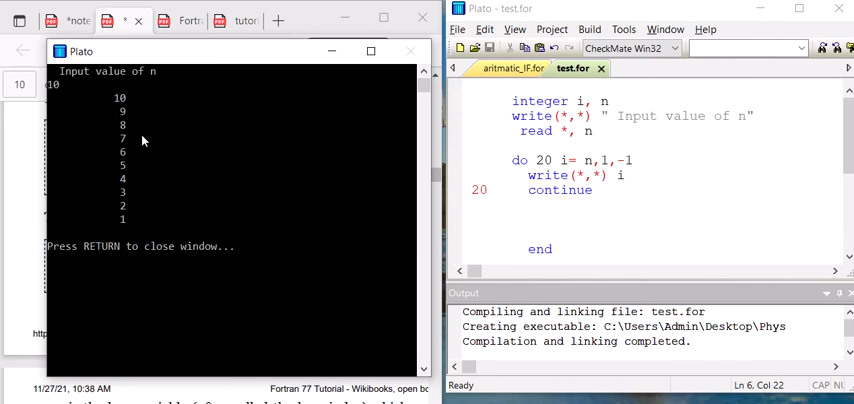 *note
*
Fortr
tutori
Plato
Input value of n
10
10
9
8
7
6
5
4
3
2
1
Press RETURN to close window...
10
http
11/27/21, 10:38 AM
Fortran 77 Tutorial - Wikibooks, open bo
Plato - test.for
File Edit View Project Build Tools Window Help
CheckMate Win32
aritmatic_IF.for test.for
integer i, n
write(*,*) " Input value of n"
read *, n
do 20 i= n,1,-1
write(*,*) i
20 continue
end
Output
Compiling and linking file: test.for
Creating executable: C:\Users\Admin\Desktop\Phys
Compilation and linking completed.
Ready
Ln 6, Col 22 CAP NU